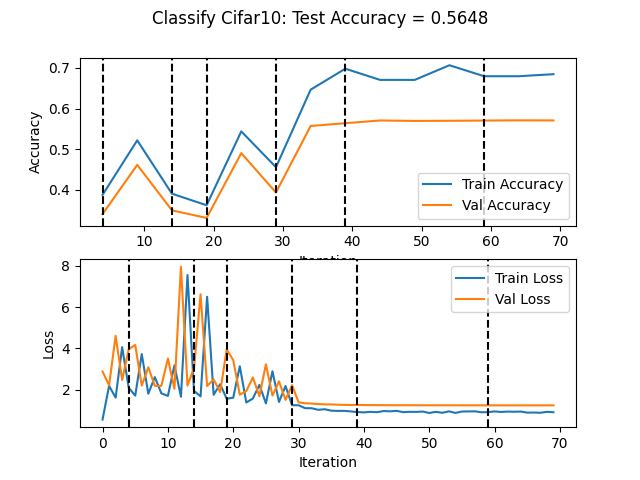 Classify Cifar10: Test Accuracy = 0.5648
0.7
0.6
0.5
0.4
Accuracy
Train Accuracy
Val Accuracy
10 20 30 40 50 60 70
Iteration
8
6
4
2
Loss
Train Loss
Val Loss
0 10 20 30 40 50 60 70
Iteration